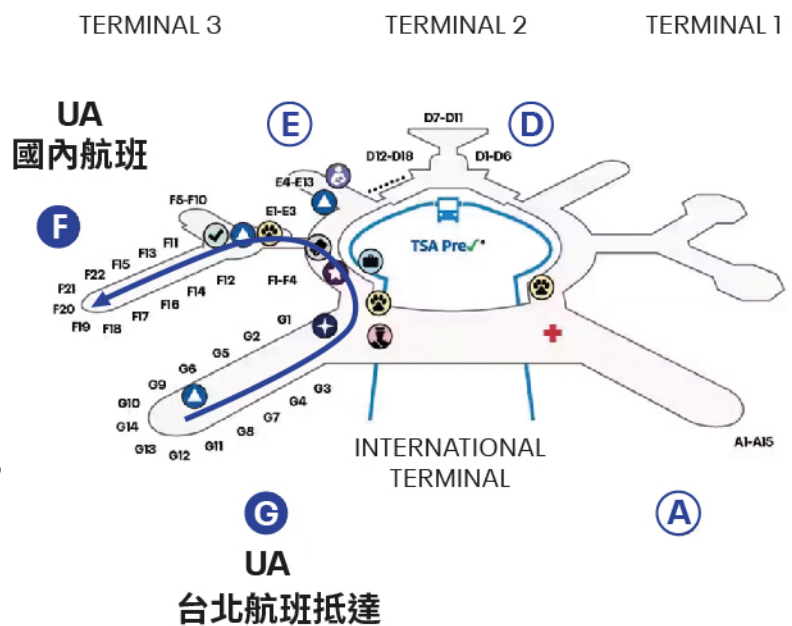 TERMINAL 3
TERMINAL 2
TERMINAL 1
UA
國內航班
E
D7-D11
D
D12-D18
D1-D6
E4-E13
F5-F10
E1-E3
F
TSA Pre✓®
F11
F13
F15
F22
F21
F20
F19
F18
F17
F16
F14
F12
F1-F4
G1
G2
G5
G6
G9
G10
G14
G13
G12
G11
G8
G7
G4
G3
INTERNATIONAL
TERMINAL
A1-A15
G
A
UA
台北航班抵達